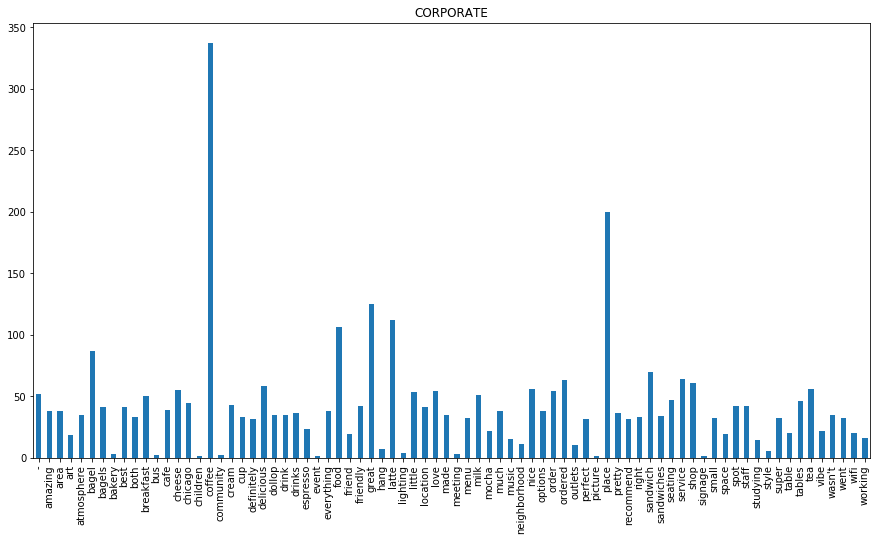 CORPORATE
350
300
250
200
150
100
50
0
-
amazing
area
art
atmosphere
bagel
bagels
bakery
best
both
breakfast
bus
cafe
cheese
chicago
children
coffee
community
cream
cup
definitely
delicious
dollop
drink
drinks
espresso
event
everything
food
friend
friendly
great
hang
latte
lighting
little
location
love
made
meeting
menu
milk
mocha
much
music
neighborhood
nice
options
order
ordered
outlets
perfect
picture
place
pretty
recommend
right
sandwich
sandwiches
seating
service
shop
signage
small
space
spot
staff
studying
style
super
table
tables
tea
vibe
wasn't
went
wifi
working